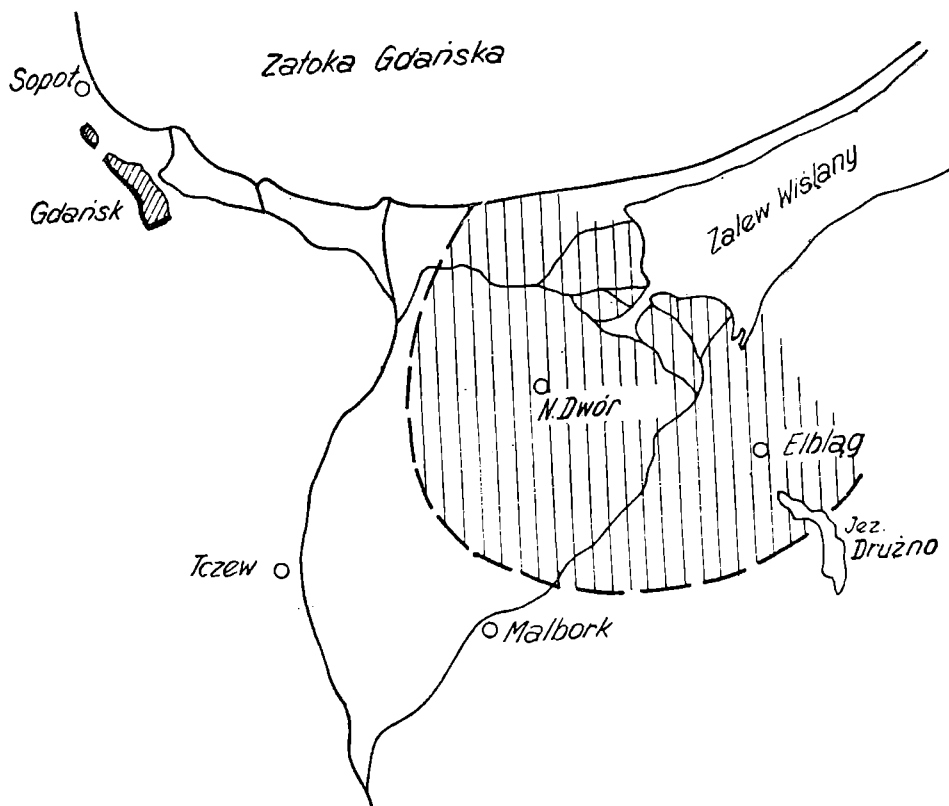 Zatoka Gdańska
Sopot
Gdańsk
Zalew Wiślany
N. Dwór
Elbląg
Jez.
Drużno
Tczew
Malbork